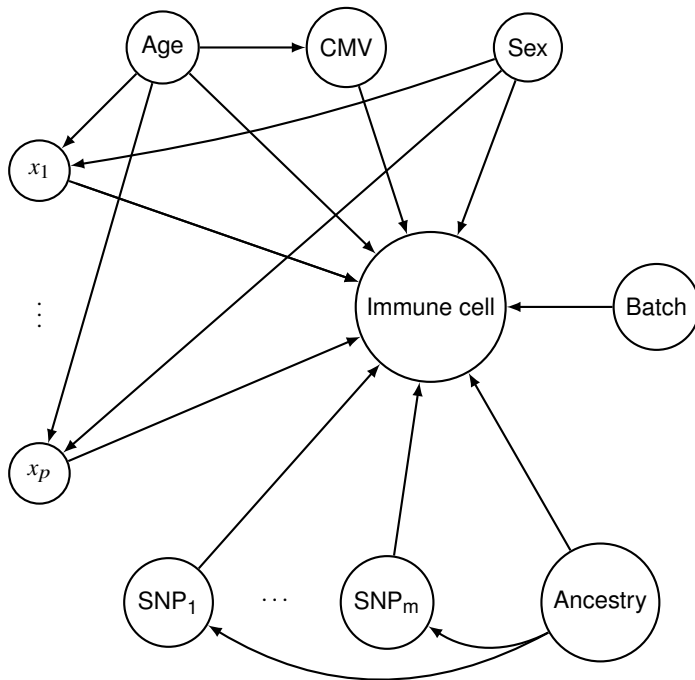 Age
CMV
Sex
x₁
Immune cell
Batch
⋮
xₚ
SNP₁
⋯
SNPₘ
Ancestry